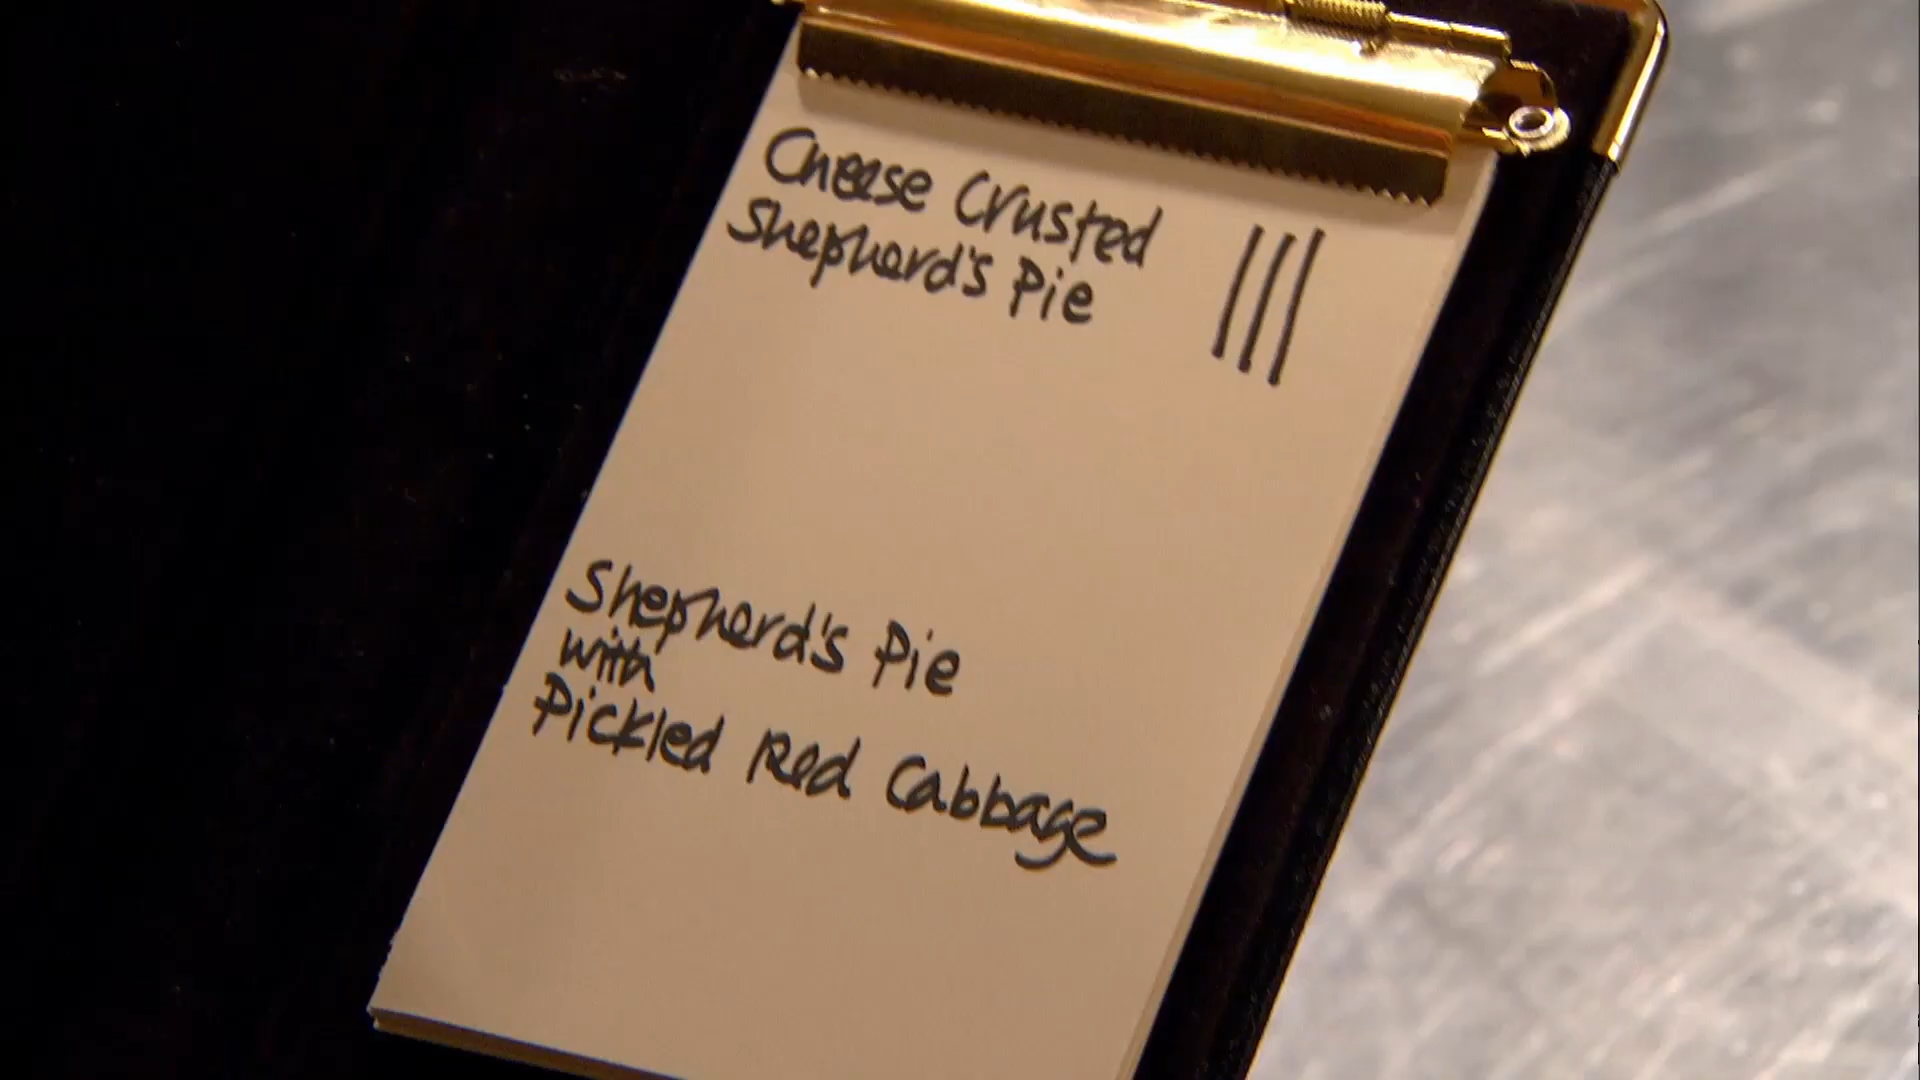 Cheese Crusted
Shepherd's Pie |||
Shepherd's Pie
with
Pickled Red Cabbage